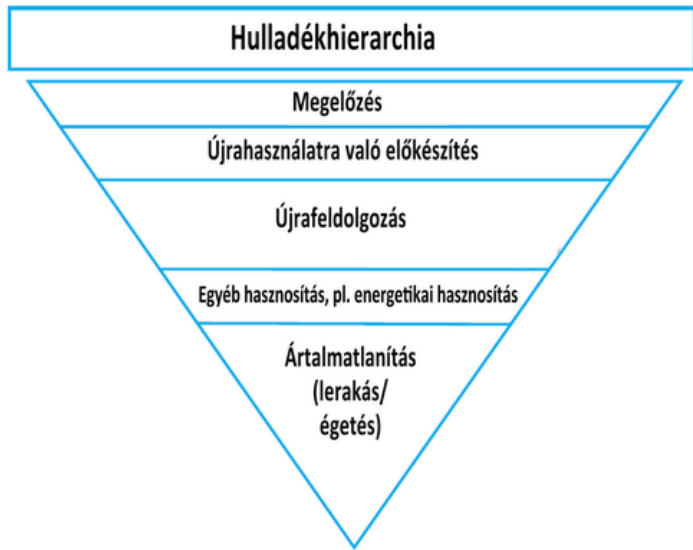 Hulladékhierarchia
Megelőzés
Újrahasználatra való előkészítés
Újrafeldolgozás
Egyéb hasznosítás, pl. energetikai hasznosítás
Ártalmatlanítás
(lerakás/
égetés)